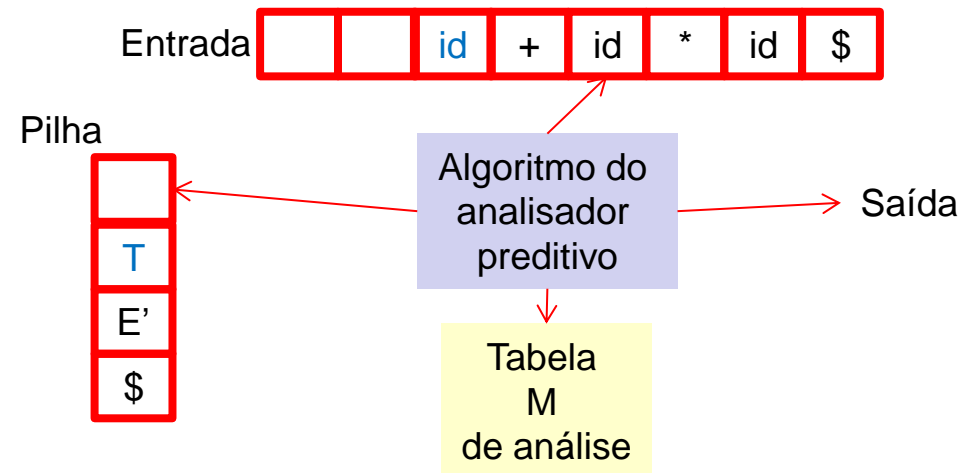 Entrada id + id * id $
Pilha
Algoritmo do
analisador
preditivo
Saída
T
E’
$
Tabela
M
de análise